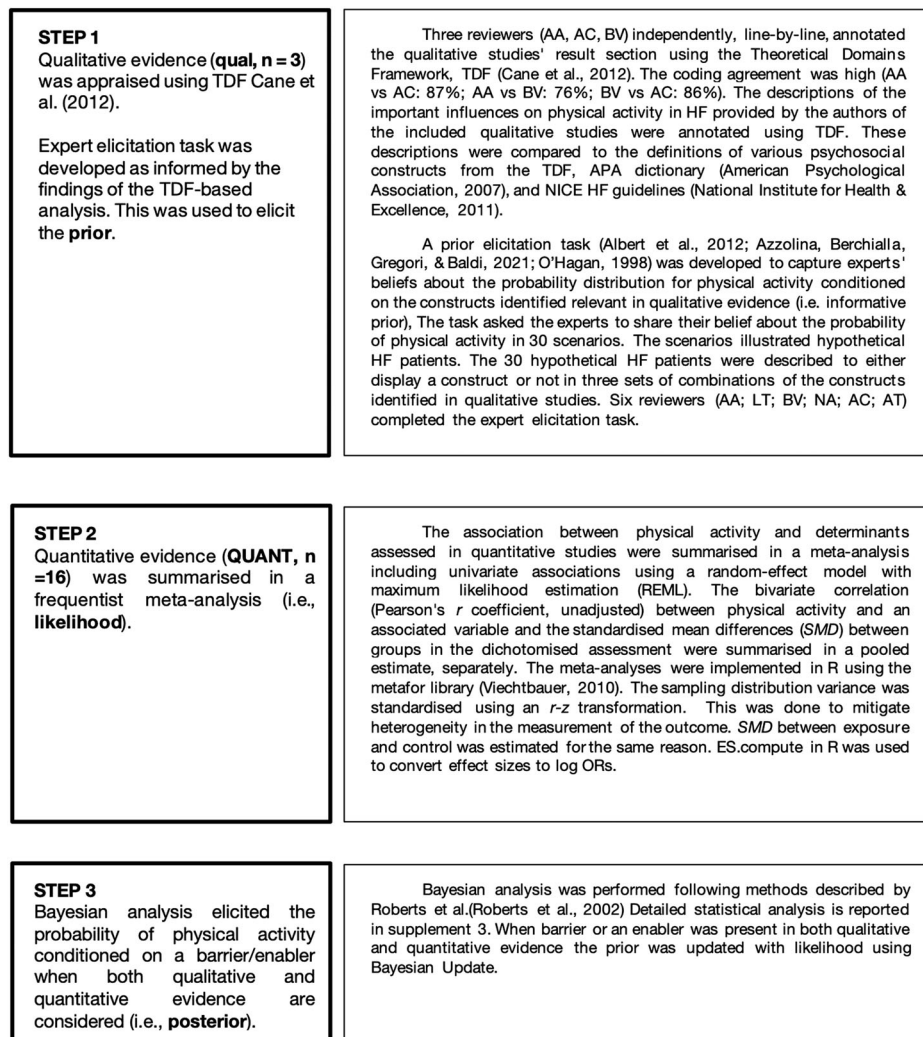 STEP 1
Qualitative evidence (qual, n = 3)
was appraised using TDF Cane et
al. (2012).
Expert elicitation task was
developed as informed by the
findings of the TDF-based
analysis. This was used to elicit
the prior.
Three reviewers (AA, AC, BV) independently, line-by-line, annotated
the qualitative studies' result section using the Theoretical Domains
Framework, TDF (Cane et al., 2012). The coding agreement was high (AA
vs AC: 87%; AA vs BV: 76%; BV vs AC: 86%). The descriptions of the
important influences on physical activity in HF provided by the authors of
the included qualitative studies were annotated using TDF. These
descriptions were compared to the definitions of various psychosocial
constructs from the TDF, APA dictionary (American Psychological
Association, 2007), and NICE HF guidelines (National Institute for Health &
Excellence, 2011).
A prior elicitation task (Albert et al., 2012; Azzolina, Berchialla,
Gregori, & Baldi, 2021; O'Hagan, 1998) was developed to capture experts'
beliefs about the probability distribution for physical activity conditioned
on the constructs identified relevant in qualitative evidence (i.e. informative
prior), The task asked the experts to share their belief about the probability
of physical activity in 30 scenarios. The scenarios illustrated hypothetical
HF patients. The 30 hypothetical HF patients were described to either
display a construct or not in three sets of combinations of the constructs
identified in qualitative studies. Six reviewers (AA; LT; BV; NA; AC; AT)
completed the expert elicitation task.
STEP 2
Quantitative evidence (QUANT, n
=16) was summarised in a
frequentist meta-analysis (i.e.,
likelihood).
The association between physical activity and determinants
assessed in quantitative studies were summarised in a meta-analysis
including univariate associations using a random-effect model with
maximum likelihood estimation (REML). The bivariate correlation
(Pearson's r coefficient, unadjusted) between physical activity and an
associated variable and the standardised mean differences (SMD) between
groups in the dichotomised assessment were summarised in a pooled
estimate, separately. The meta-analyses were implemented in R using the
metafor library (Viechtbauer, 2010). The sampling distribution variance was
standardised using an r-z transformation. This was done to mitigate
heterogeneity in the measurement of the outcome. SMD between exposure
and control was estimated for the same reason. ES.compute in R was used
to convert effect sizes to log ORs.
STEP 3
Bayesian analysis elicited the
probability of physical activity
conditioned on a barrier/enabler
when both qualitative and
quantitative evidence are
considered (i.e., posterior).
Bayesian analysis was performed following methods described by
Roberts et al.(Roberts et al., 2002) Detailed statistical analysis is reported
in supplement 3. When barrier or an enabler was present in both qualitative
and quantitative evidence the prior was updated with likelihood using
Bayesian Update.